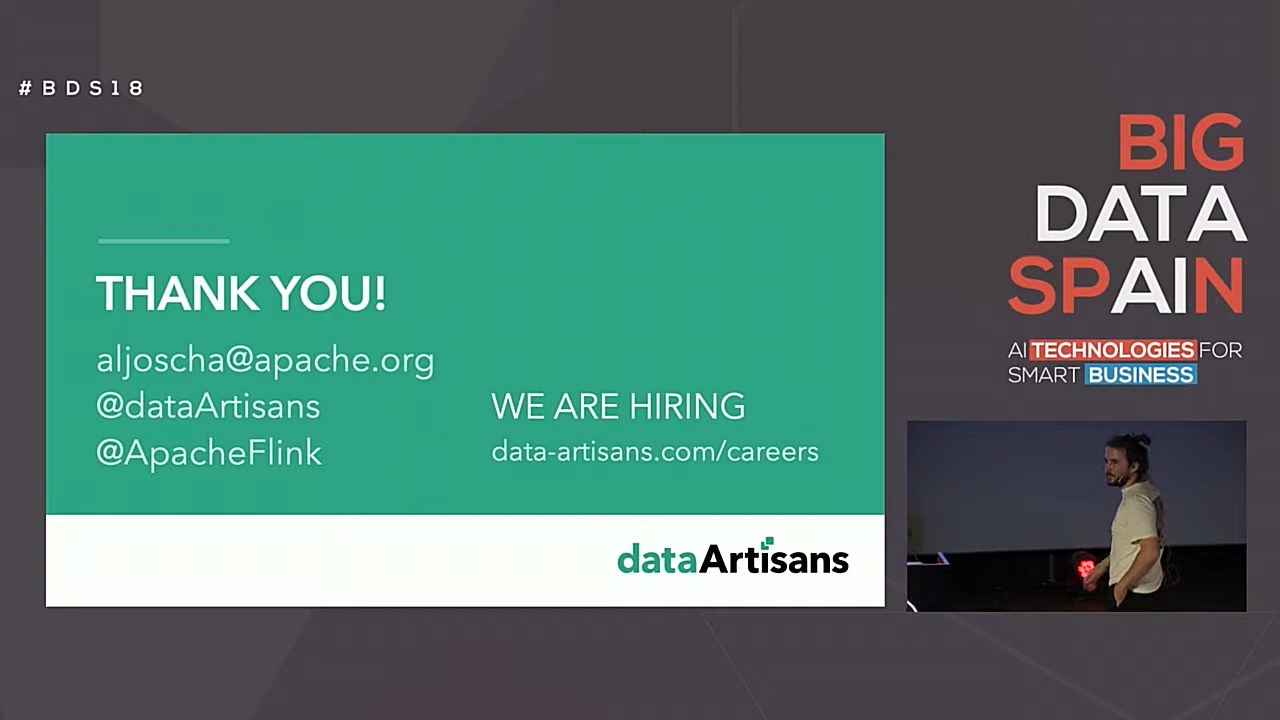 #BDS18
THANK YOU!
aljoscha@apache.org
@dataArtisans
@ApacheFlink
WE ARE HIRING
data-artisans.com/careers
dataArtisans
BIG
DATA
SPAIN
AI TECHNOLOGIES FOR
SMART BUSINESS